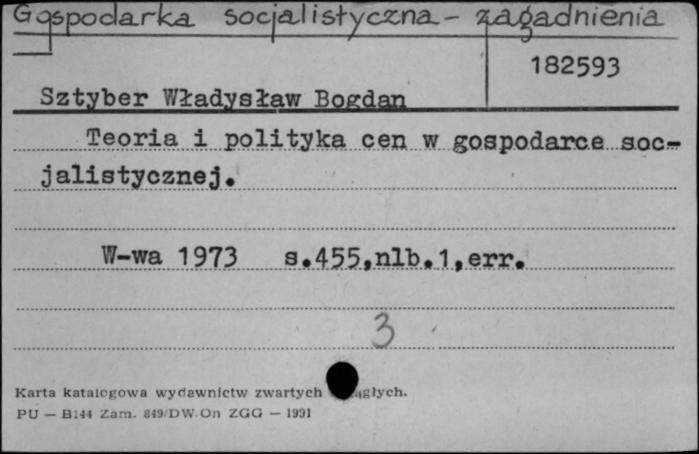 Gospodarka socjalistyczna - zagadnienia
182593
Sztyber Władysław Bogdan
Teoria i polityka cen w gospodarce soc-
jalistycznej.
W-wa 1973 s.455,nlb.1,err.
3
Karta katalogowa wydawnictw zwartych
PU — B144 Zam. 849/DW On ZGG — 1991